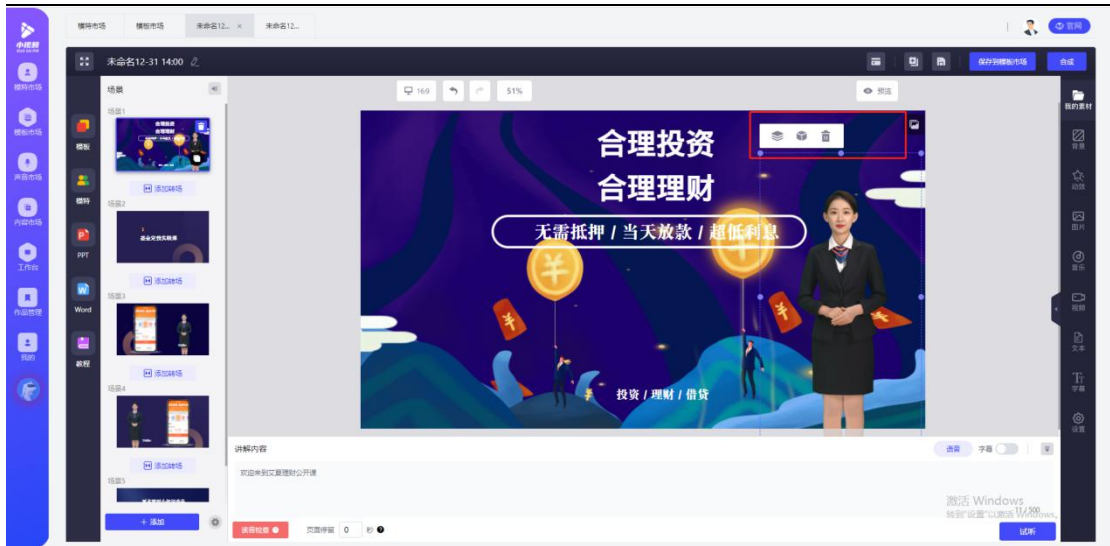 模特市场
模板市场
未命名12... ×
未命名12...
官网
小视频
模特市场
模板市场
声音市场
内容市场
工作台
作品管理
我的
未命名12-31 14:00
保存到模板市场
合成
模板
模特
PPT
Word
教程
场景
场景1
合理投资
合理理财
添加转场
场景2
基金定投实战课
添加转场
场景3
添加转场
场景4
添加转场
场景5
+ 添加
169
51%
预览
合理投资
合理理财
无需抵押 / 当天放款 / 超低利息
投资 / 理财 / 借贷
我的素材
背景
动效
图片
音乐
视频
文本
字幕
设置
讲解内容
语音
字幕
欢迎来到艾夏理财公开课
激活 Windows
转到"设置"以激活 Windows。
11 / 500
页面停留 0 秒
试听